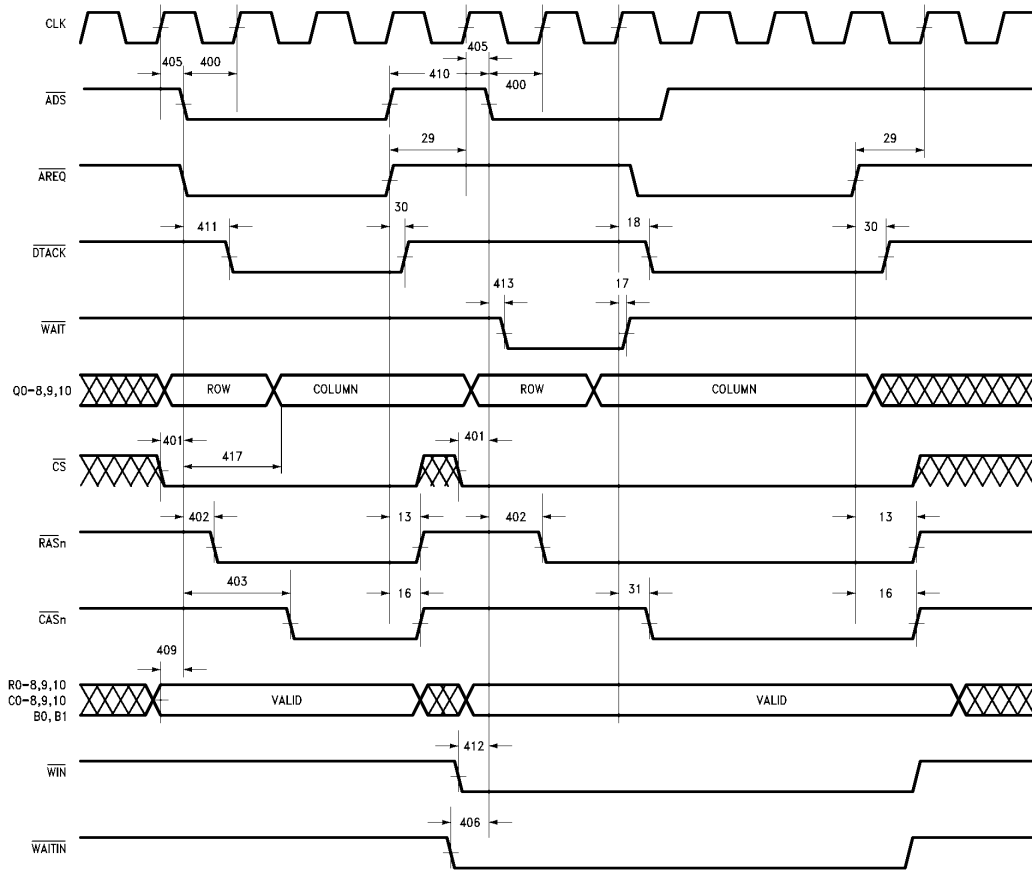 CLK
405
400
410
405
400
ADS
29
29
AREQ
411
30
18
30
DTACK
413
17
WAIT
Q0-8,9,10
ROW
COLUMN
ROW
COLUMN
401
417
401
CS
402
13
402
13
RASn
403
16
31
16
CASn
409
R0-8,9,10
C0-8,9,10
B0, B1
VALID
VALID
412
WIN
406
WAITIN